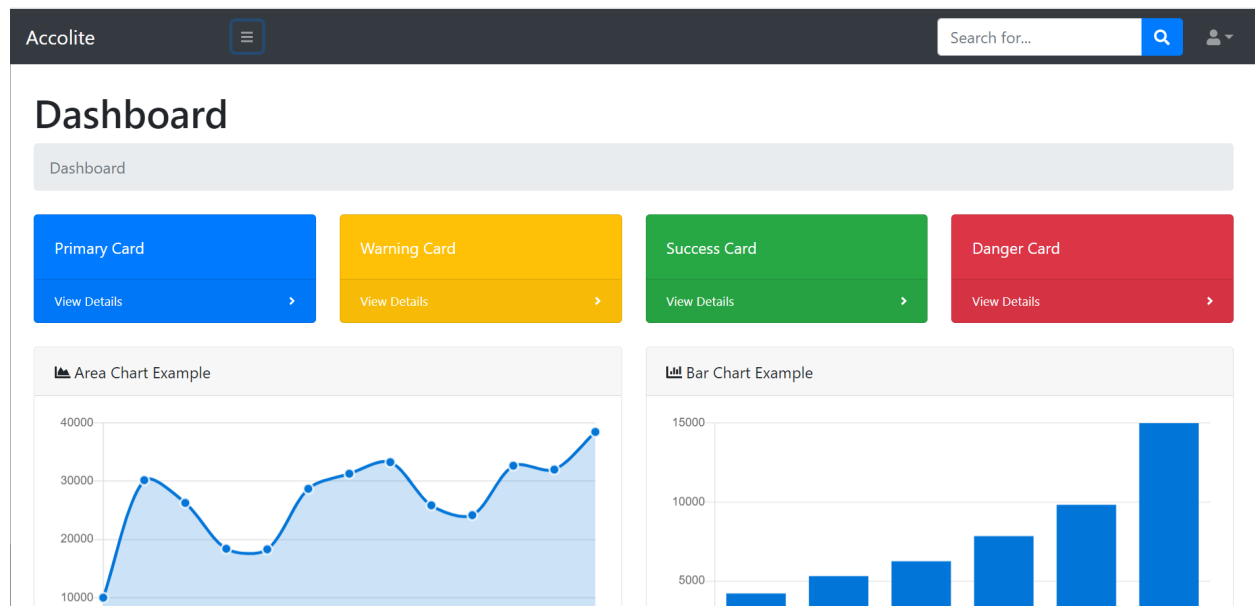 Accolite
Search for...
Dashboard
Dashboard
Primary Card
View Details
Warning Card
View Details
Success Card
View Details
Danger Card
View Details
Area Chart Example
40000
30000
20000
10000
Bar Chart Example
15000
10000
5000